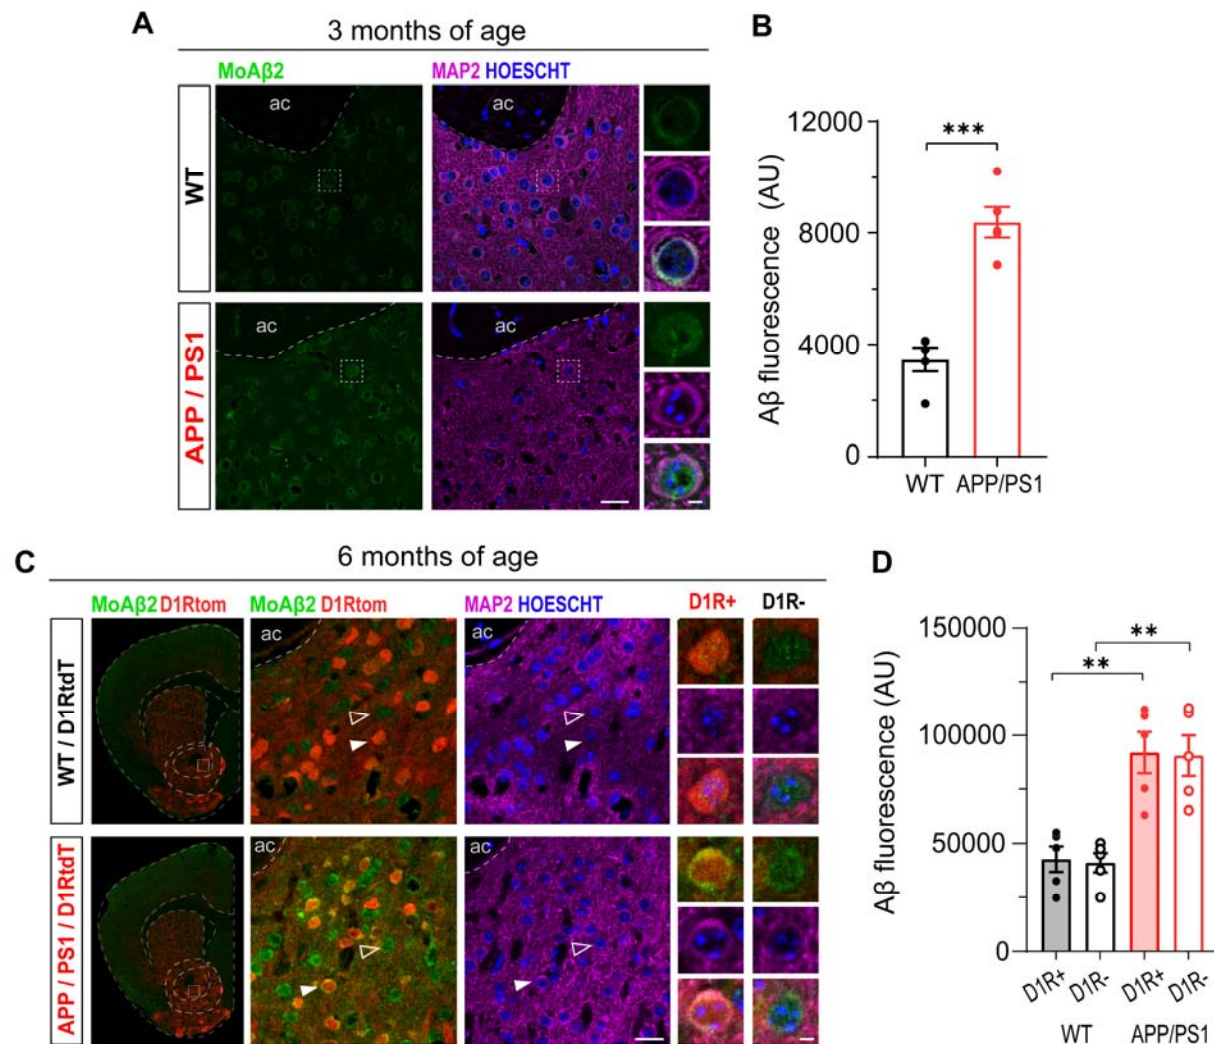 A
3 months of age
MoAβ2
MAP2 HOESCHT
WT
ac
ac
APP / PS1
ac
ac
B
Aβ fluorescence (AU)
12000
8000
4000
0
***
WT
APP/PS1
C
6 months of age
MoAβ2 D1Rtom
MoAβ2 D1Rtom
MAP2 HOESCHT
D1R+
D1R-
WT / D1RtdT
ac
ac
APP / PS1 / D1RtdT
ac
ac
D
Aβ fluorescence (AU)
150000
100000
50000
0
**
**
D1R+
D1R-
D1R+
D1R-
WT
APP/PS1